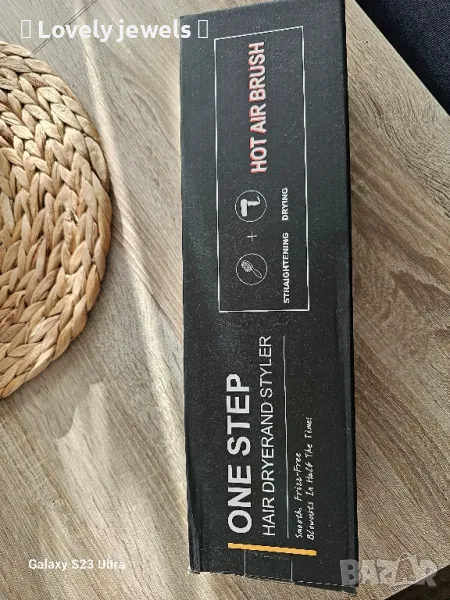 Lovely jewels
ONE STEP
HAIR DRYERAND STYLER
Smooth Frizz-Free
Blowouts In Half The Time!
STRAIGHTENING
+
DRYING
HOT AIR BRUSH
Galaxy S23 Ultra
BAZAR